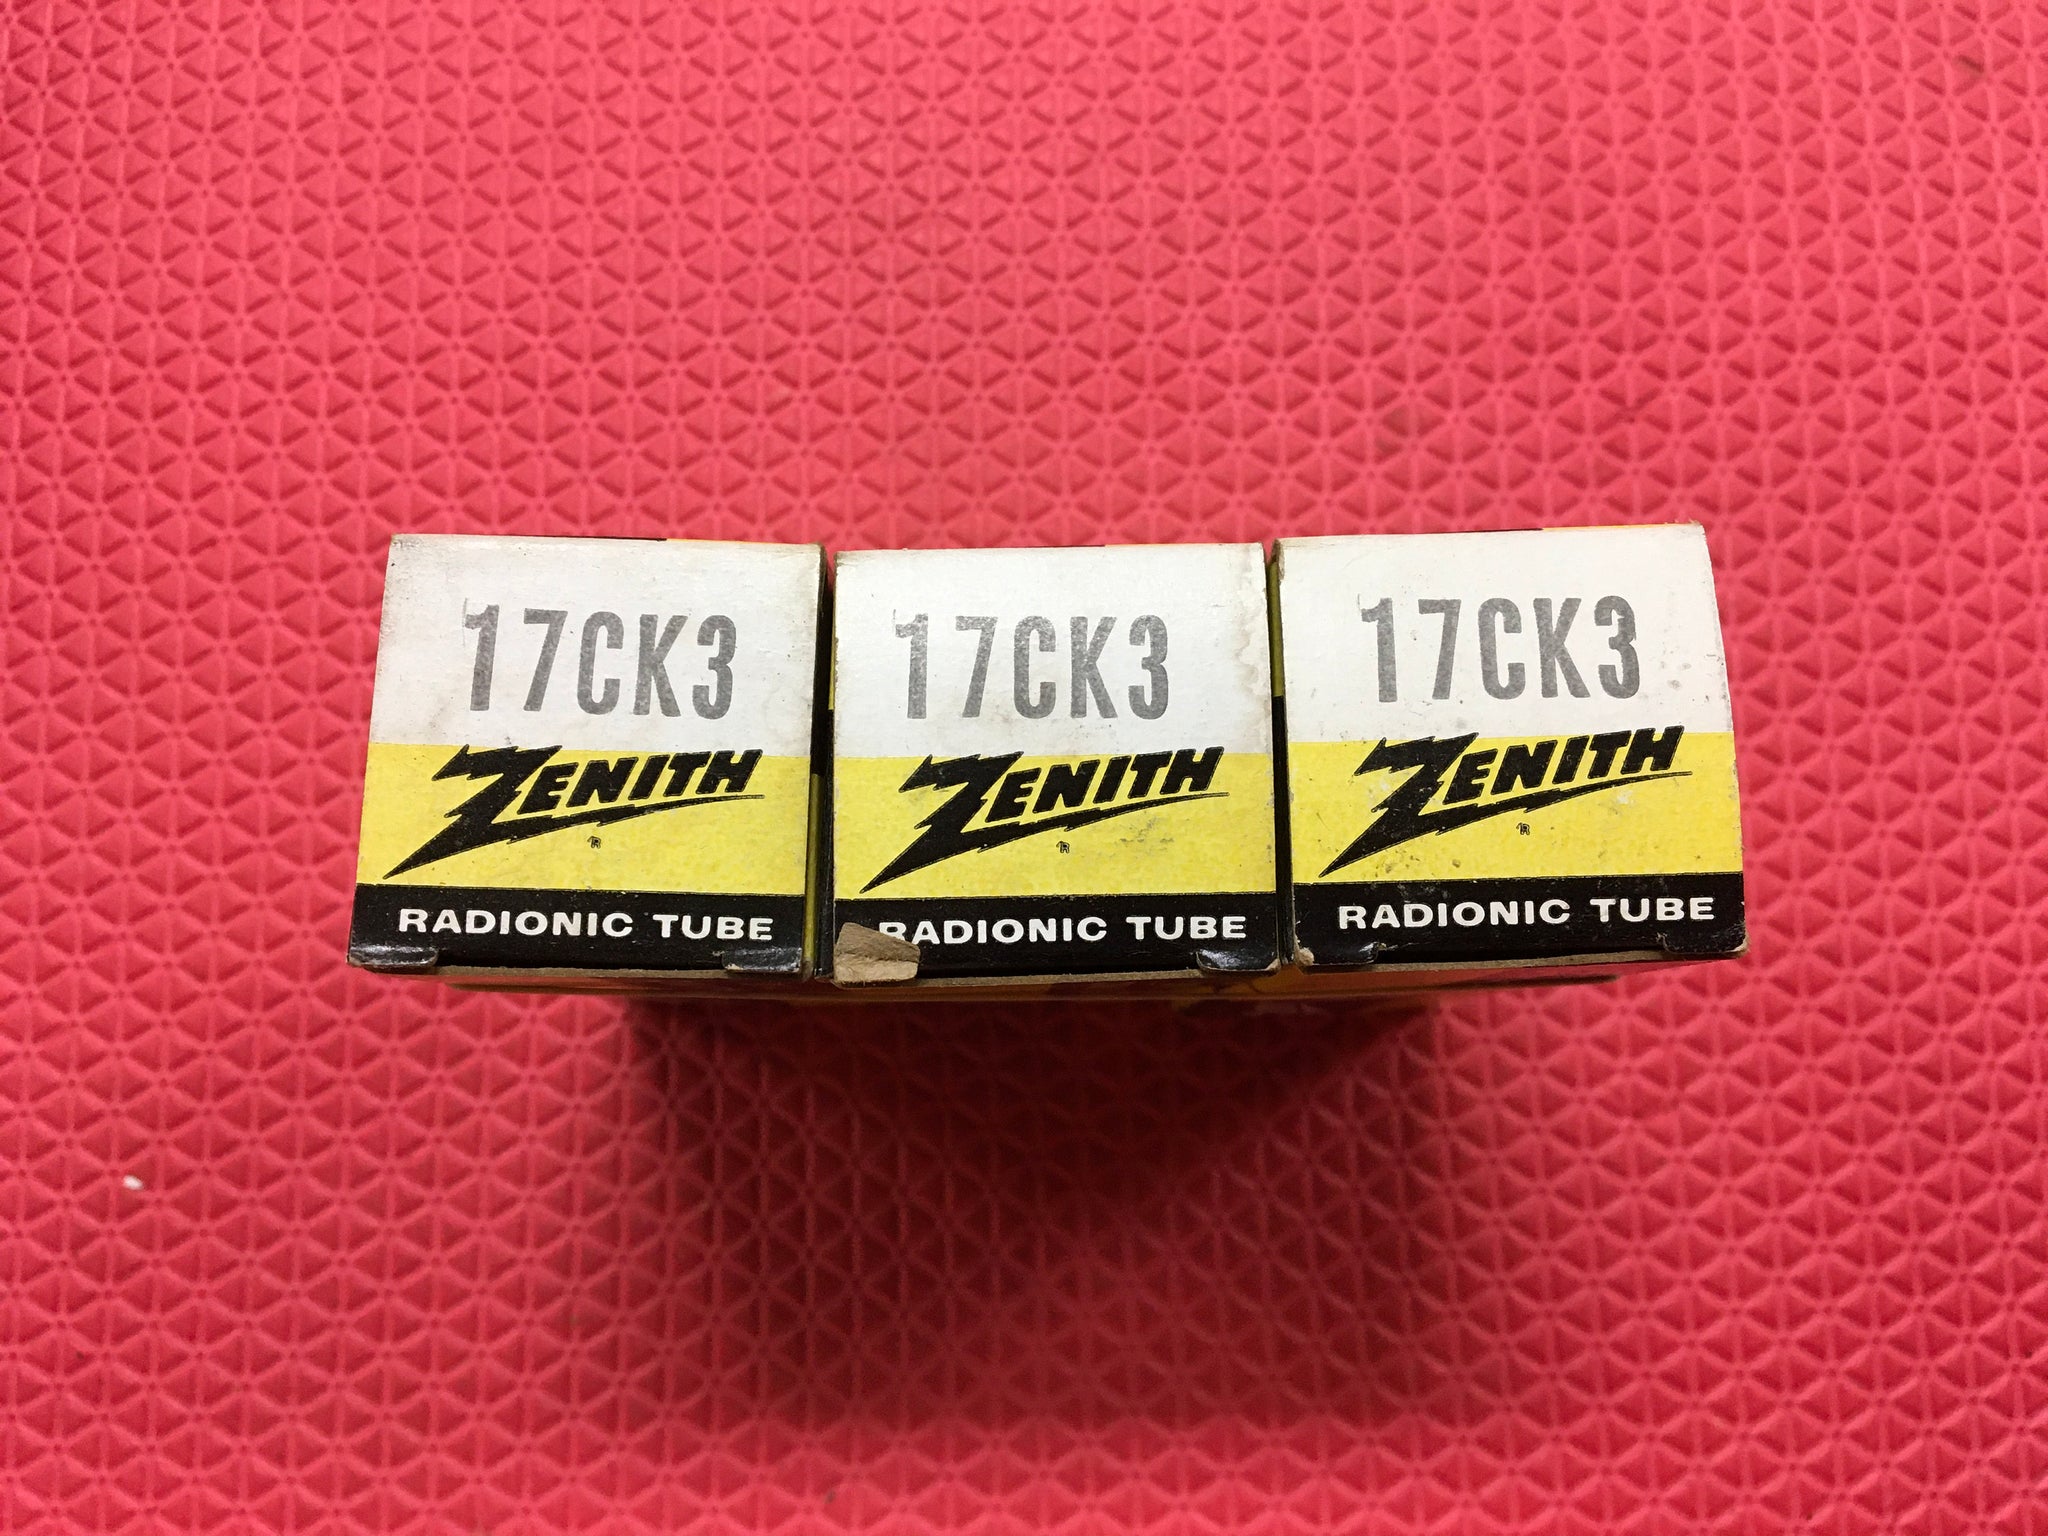 17CK3
ZENITH
®
RADIONIC TUBE
17CK3
ZENITH
®
RADIONIC TUBE
17CK3
ZENITH
®
RADIONIC TUBE